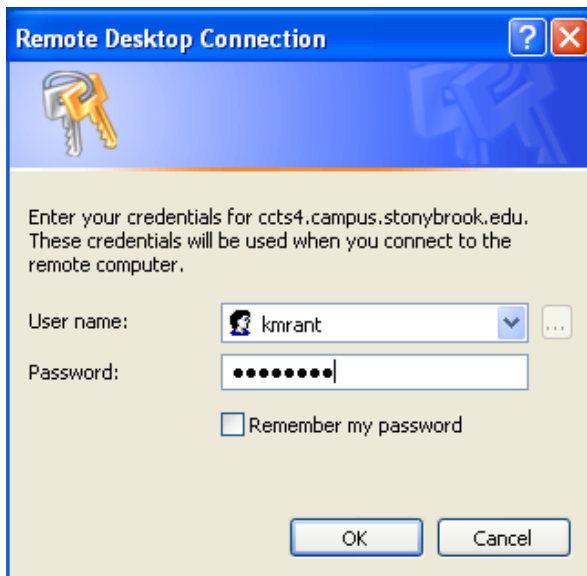 Remote Desktop Connection
Enter your credentials for ccts4.campus.stonybrook.edu.
These credentials will be used when you connect to the
remote computer.
User name:
kmrant
...
Password:
●●●●●●●●
Remember my password
OK
Cancel